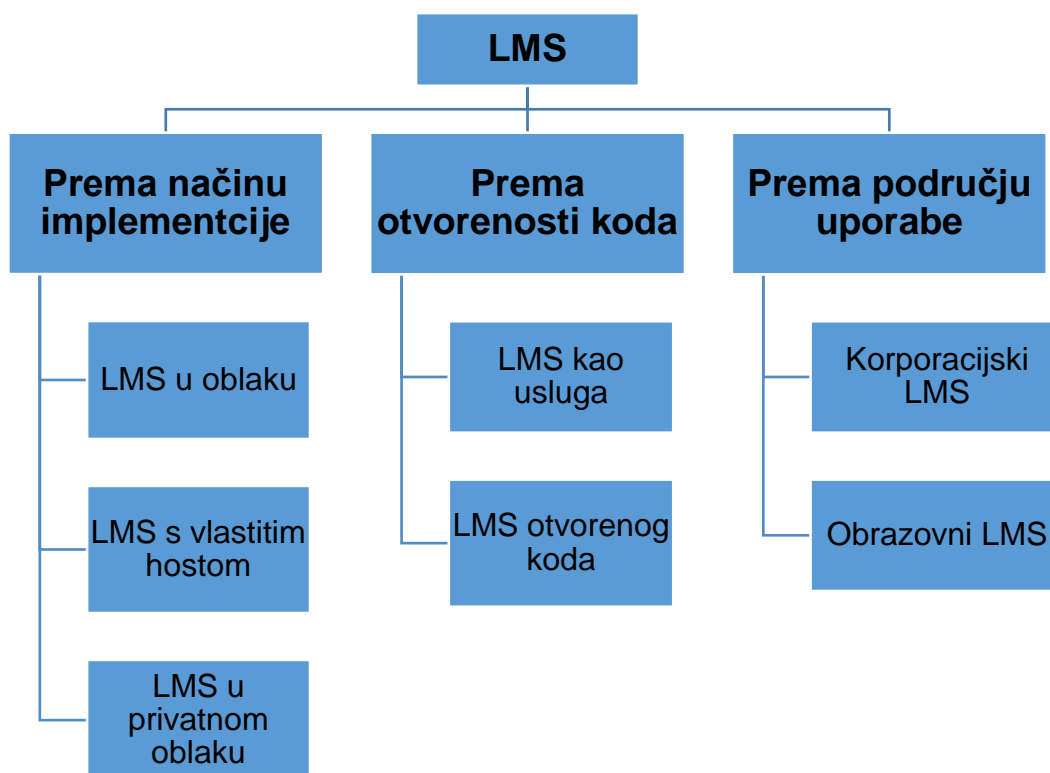 LMS
Prema načinu
implementcije
LMS u oblaku
LMS s vlastitim
hostom
LMS u
privatnom
oblaku
Prema
otvorenosti koda
LMS kao
usluga
LMS otvorenog
koda
Prema području
uporabe
Korporacijski
LMS
Obrazovni LMS